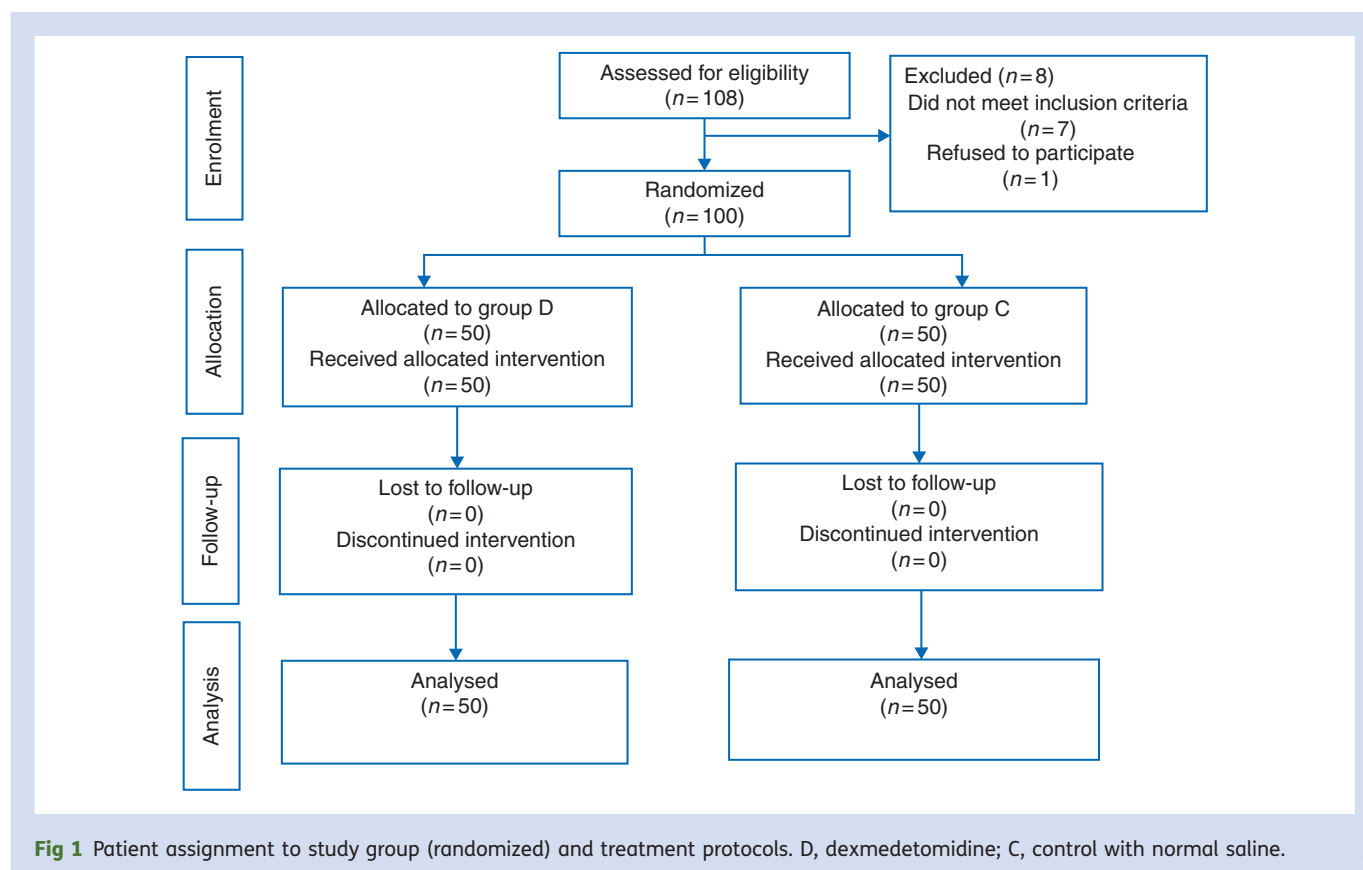 Enrolment
Assessed for eligibility
(n=108)
Excluded (n=8)
Did not meet inclusion criteria
(n=7)
Refused to participate
(n=1)
Randomized
(n=100)
Allocation
Allocated to group D
(n=50)
Received allocated intervention
(n=50)
Allocated to group C
(n=50)
Received allocated intervention
(n=50)
Follow-up
Lost to follow-up
(n=0)
Discontinued intervention
(n=0)
Lost to follow-up
(n=0)
Discontinued intervention
(n=0)
Analysis
Analysed
(n=50)
Analysed
(n=50)
Fig 1 Patient assignment to study group (randomized) and treatment protocols. D, dexmedetomidine; C, control with normal saline.